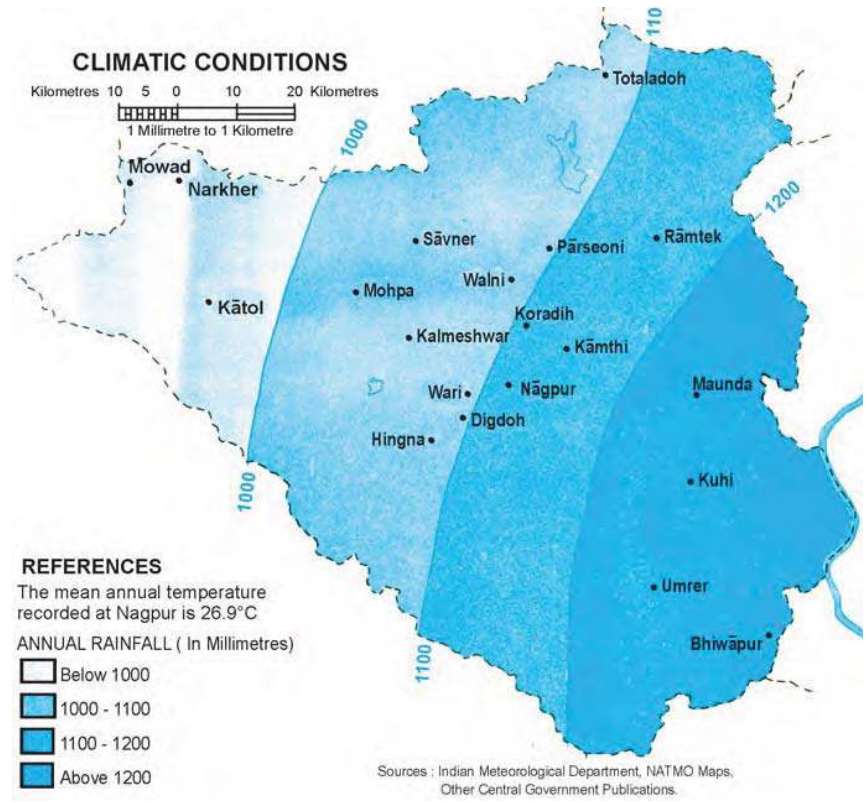 CLIMATIC CONDITIONS
Kilometres 10 5 0 10 20 Kilometres
1 Millimetre to 1 Kilometre
110
Totaladoh
1000
Mowad
Narkher
1200
Sāvner
Pārseoni
Rāmtek
Walni
Mohpa
Kātol
Koradih
Kalmeshwar
Kāmthi
Nāgpur
Maunda
Wari
Digdoh
Hingna
1000
Kuhi
REFERENCES
The mean annual temperature
recorded at Nagpur is 26.9°C
Umrer
ANNUAL RAINFALL ( In Millimetres)
Bhiwāpur
1100
Below 1000
1000 - 1100
1100 - 1200
Above 1200
Sources : Indian Meteorological Department, NATMO Maps,
Other Central Government Publications.